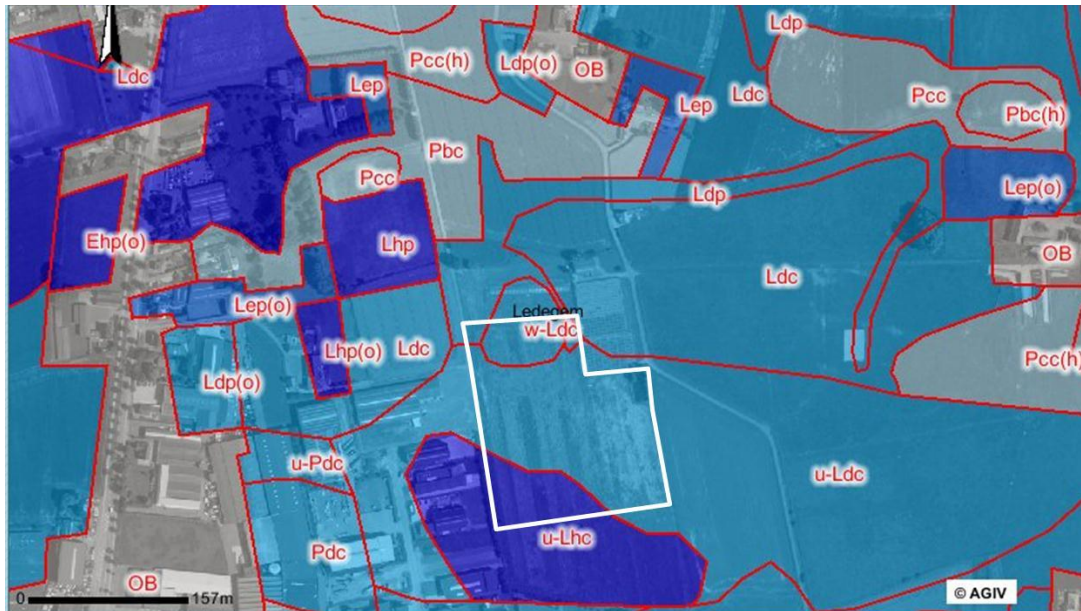 Ldc
Pcc(h)
Ldp(o)
OB
Ldp
Lep
Lep
Ldc
Pcc
Pbc(h)
Pbc
Pcc
Ldp
Lep(o)
Ehp(o)
Lhp
OB
Ldc
Lep(o)
Ledegem
w-Ldc
Lhp(o)
Ldc
Pcc(h)
Ldp(o)
u-Pdc
u-Ldc
u-Lhc
Pdc
OB
0 157m
© AGIV